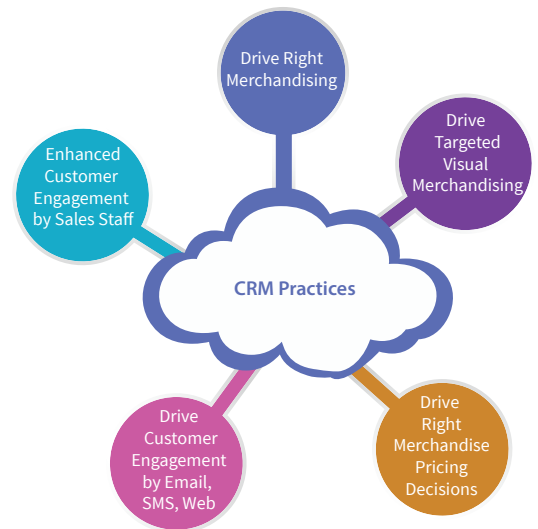 Drive Right
Merchandising
Drive
Targeted
Visual
Merchandising
Enhanced
Customer
Engagement
by Sales Staff
CRM Practices
Drive
Customer
Engagement
by Email,
SMS, Web
Drive
Right
Merchandise
Pricing
Decisions